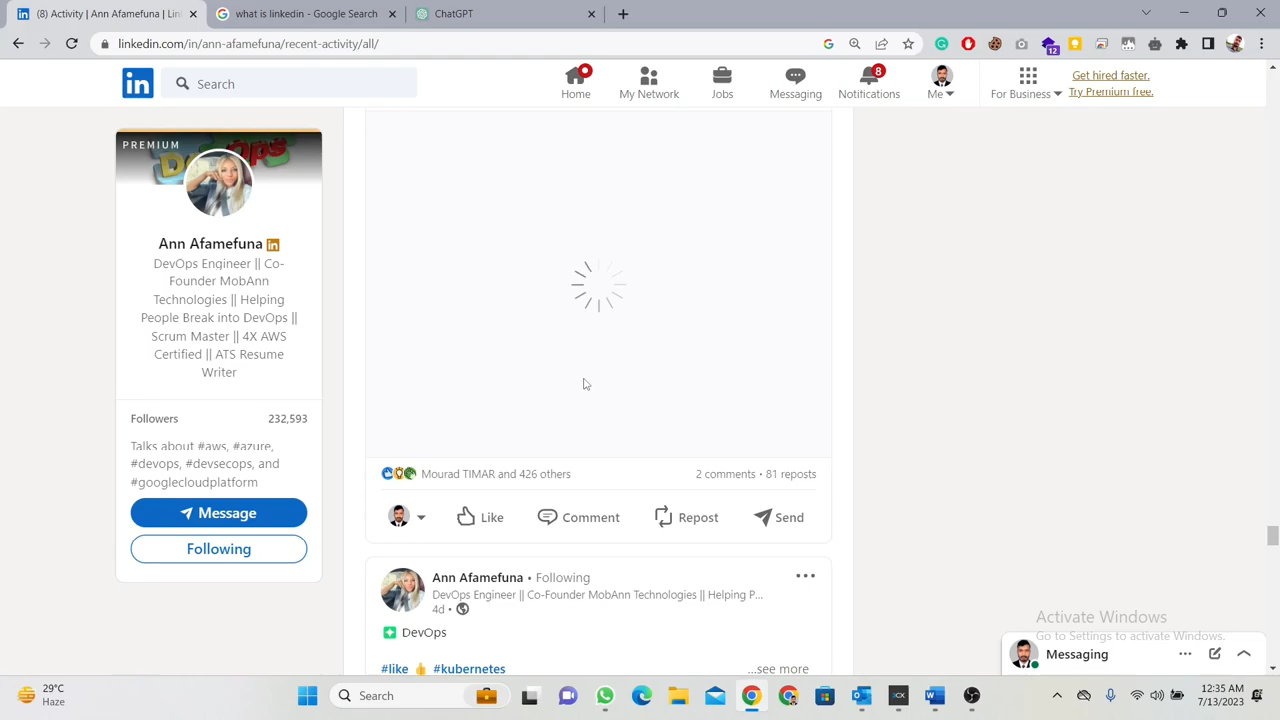 (8) Activity | Ann Afamefuna | Lin
what is linkedin - Google Search
ChatGPT
linkedin.com/in/ann-afamefuna/recent-activity/all/
12
in
Search
Home
My Network
Jobs
Messaging
8
Notifications
Me
For Business
Get hired faster.
Try Premium free.
PREMIUM
DevOps
Ann Afamefuna in
DevOps Engineer || Co-
Founder MobAnn
Technologies || Helping
People Break into DevOps ||
Scrum Master || 4X AWS
Certified || ATS Resume
Writer
Followers 232,593
Talks about #aws, #azure,
#devops, #devsecops, and
#googlecloudplatform
Message
Following
Mourad TIMAR and 426 others
2 comments • 81 reposts
Like
Comment
Repost
Send
Ann Afamefuna • Following
DevOps Engineer || Co-Founder MobAnn Technologies || Helping P...
4d •
DevOps
#like 👍 #kubernetes
...see more
Activate Windows
Go to Settings to activate Windows.
Messaging
29°C
Haze
Search
12:35 AM
7/13/2023